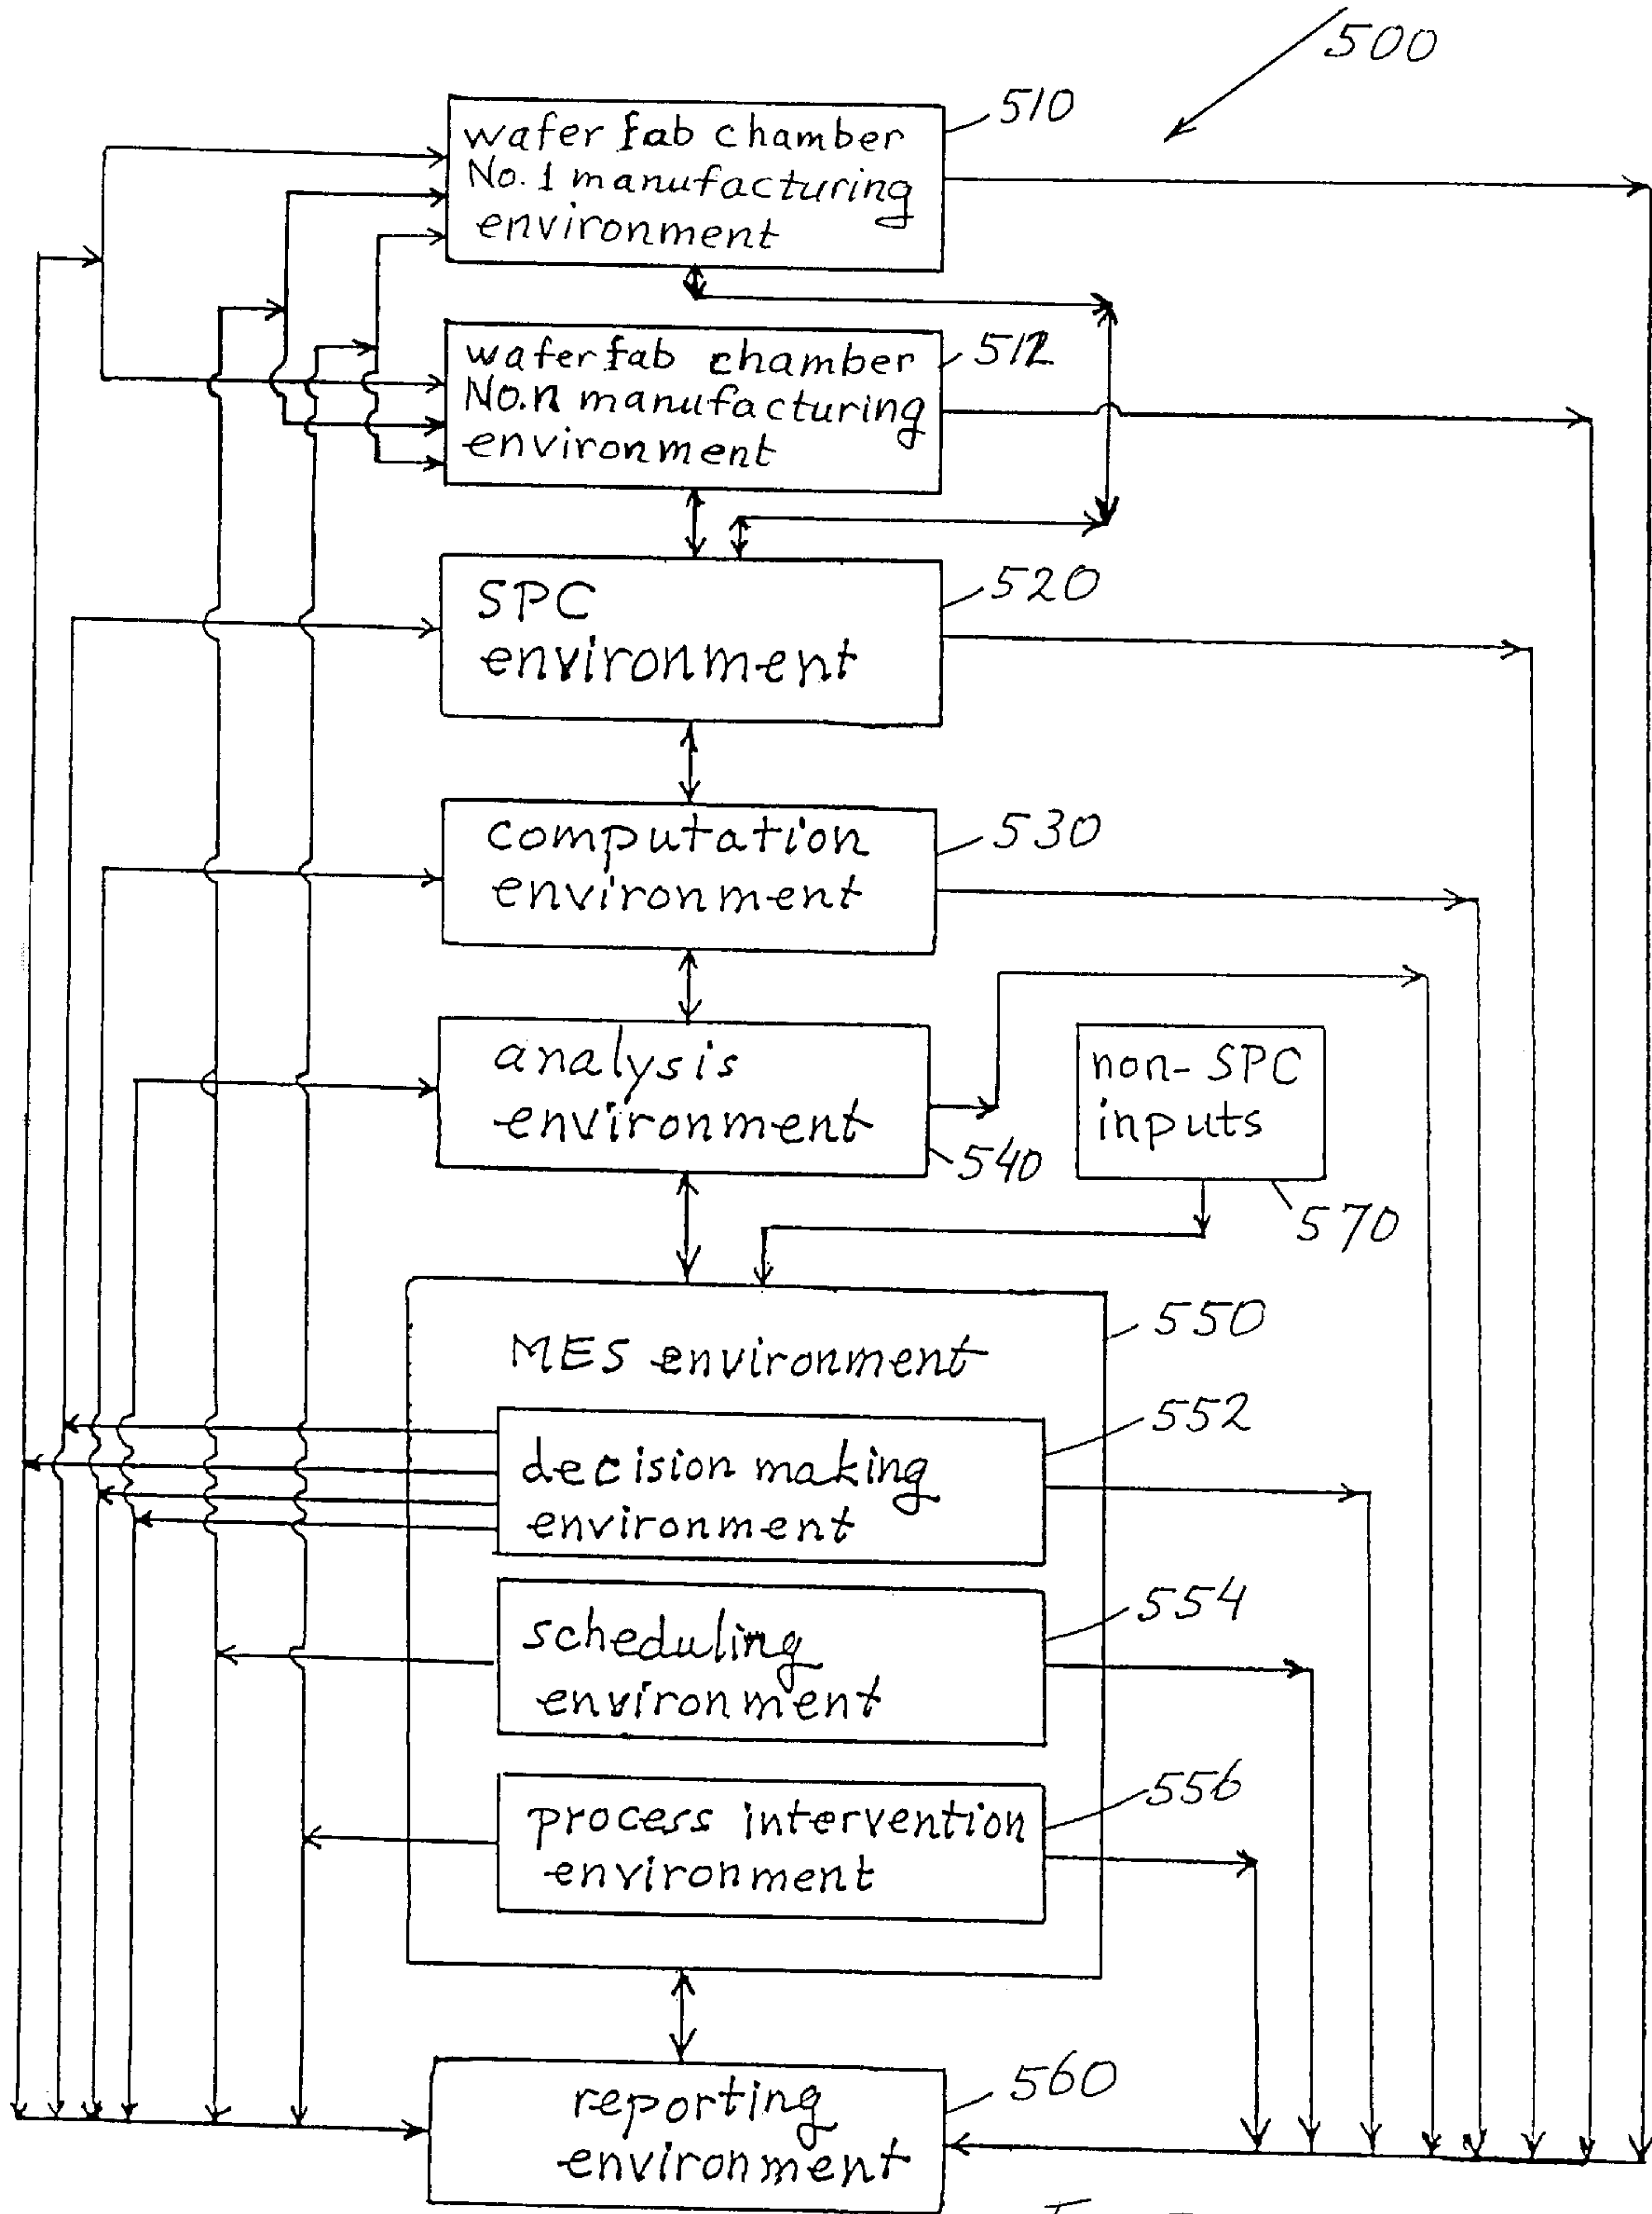 500
510
wafer fab chamber
No. 1 manufacturing
environment
512
wafer fab chamber
No. n manufacturing
environment
520
SPC
environment
530
computation
environment
analysis
environment
540
non-SPC
inputs
570
550
MES environment
552
decision making
environment
554
scheduling
environment
556
process intervention
environment
560
reporting
environment